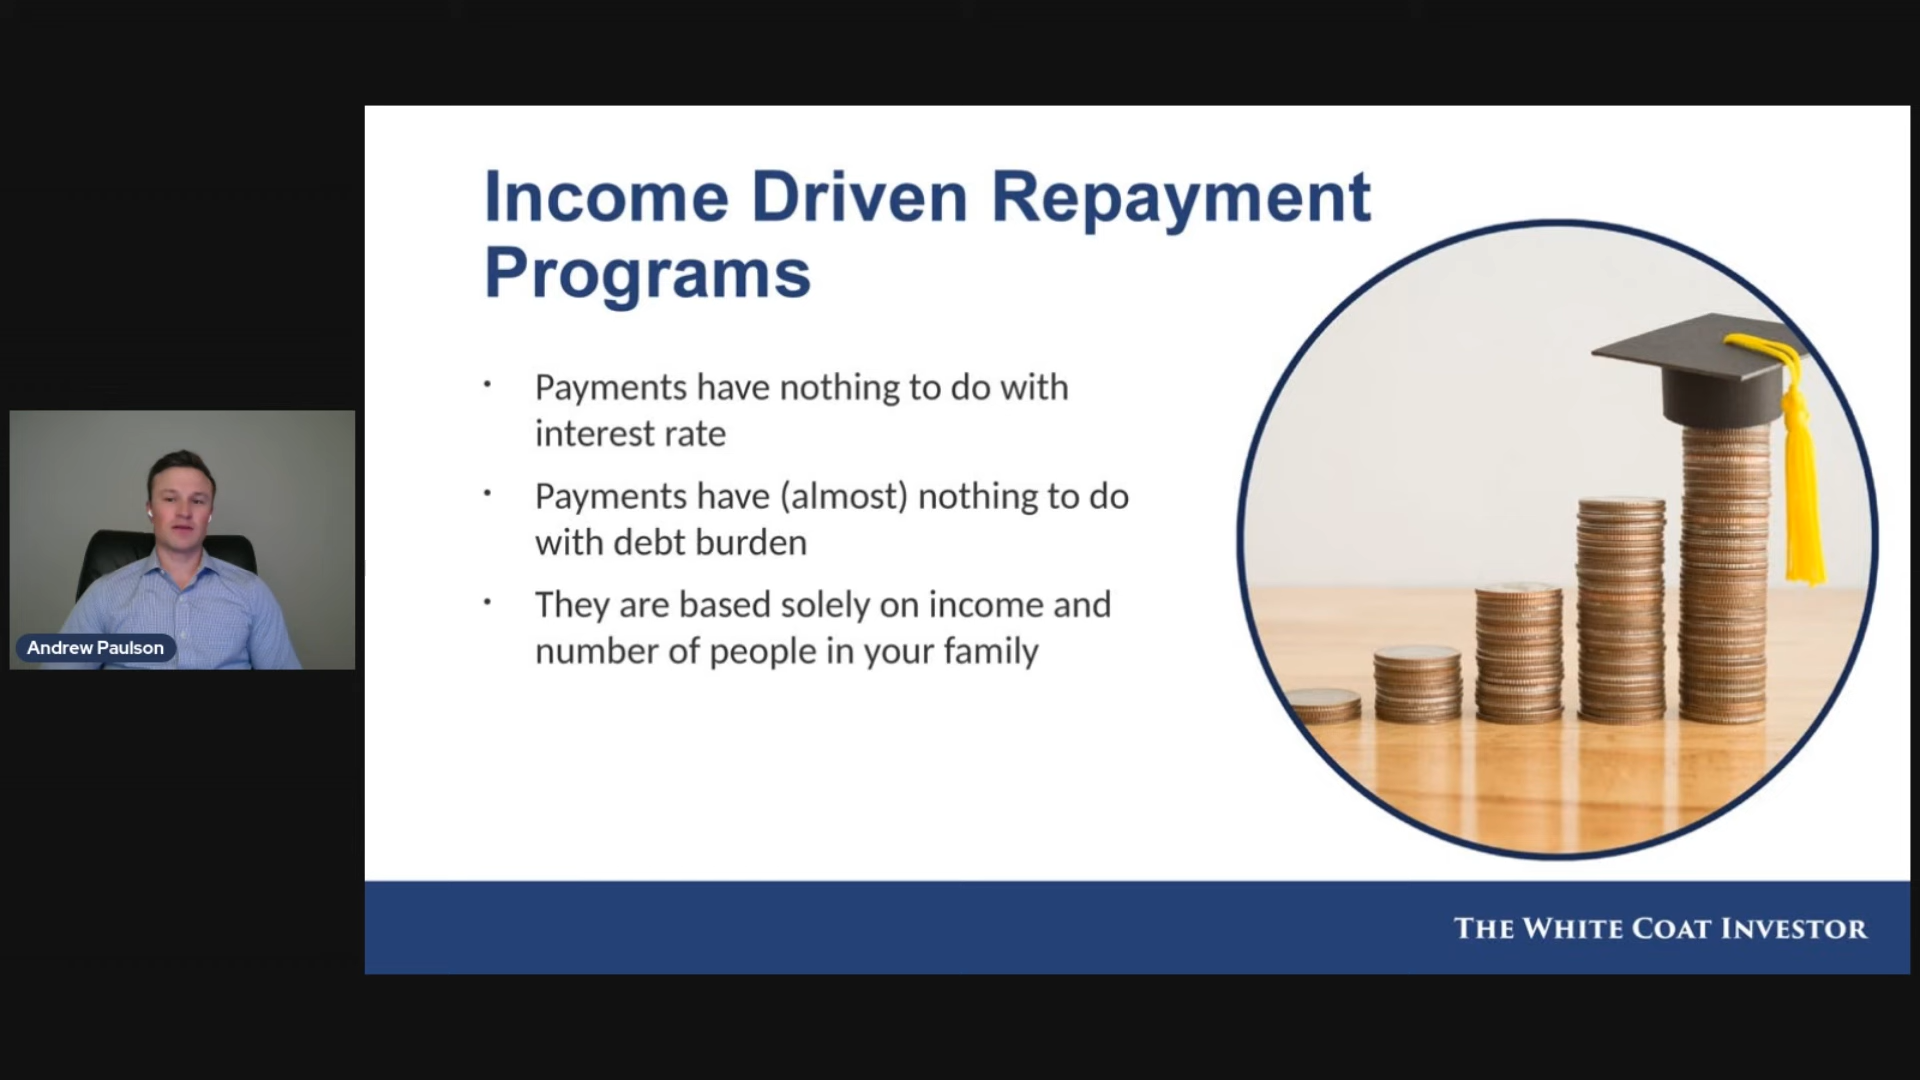 Income Driven Repayment
Programs
• Payments have nothing to do with
interest rate
• Payments have (almost) nothing to do
with debt burden
• They are based solely on income and
number of people in your family
Andrew Paulson
THE WHITE COAT INVESTOR